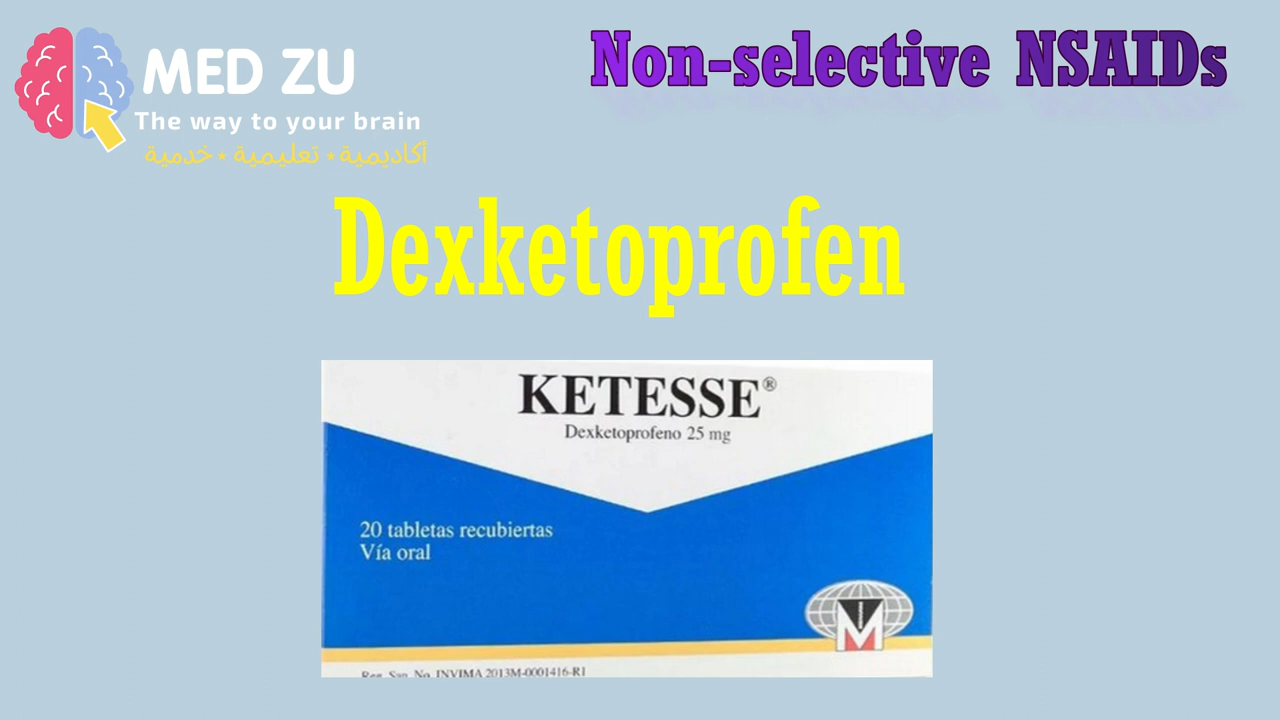 MED ZU
The way to your brain
أكاديمية • تعليمية • خدمية
Non-selective NSAIDs
Dexketoprofen
KETESSE®
Dexketoprofeno 25 mg
20 tabletas recubiertas
Vía oral
Reg. San. No. INVIMA 2013M-0001416-R1